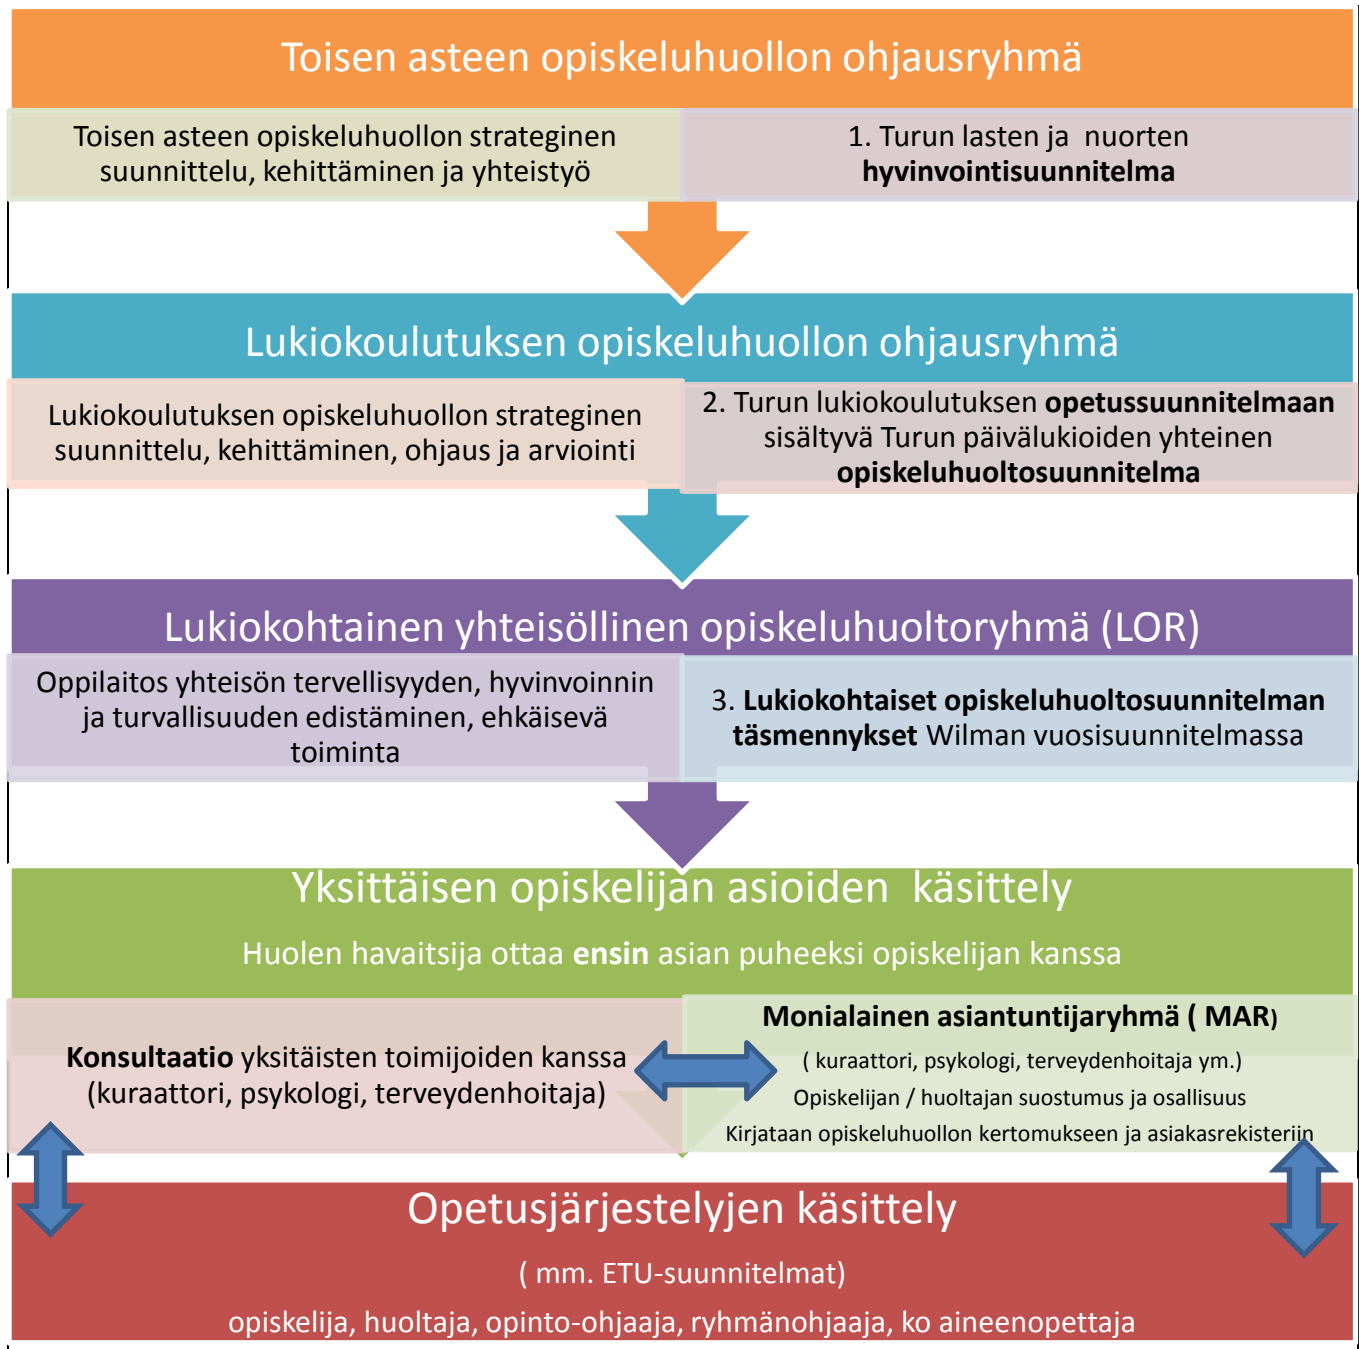 Toisen asteen opiskeluhuollon ohjausryhmä
Toisen asteen opiskeluhuollon strateginen
suunnittelu, kehittäminen ja yhteistyö
1. Turun lasten ja nuorten
hyvinvointisuunnitelma
Lukiokoulutuksen opiskeluhuollon ohjausryhmä
Lukiokoulutuksen opiskeluhuollon strateginen
suunnittelu, kehittäminen, ohjaus ja arviointi
2. Turun lukiokoulutuksen opetussuunnitelmaan
sisältyvä Turun päivälukioiden yhteinen
opiskeluhuoltosuunnitelma
Lukiokohtainen yhteisöllinen opiskeluhuoltoryhmä (LOR)
Oppilaitos yhteisön tervellisyyden, hyvinvoinnin
ja turvallisuuden edistäminen, ehkäisevä
toiminta
3. Lukiokohtaiset opiskeluhuoltosuunnitelman
täsmennykset Wilman vuosisuunnitelmassa
Yksittäisen opiskelijan asioiden käsittely
Huolen havaitsija ottaa ensin asian puheeksi opiskelijan kanssa
Konsultaatio yksitäisten toimijoiden kanssa
(kuraattori, psykologi, terveydenhoitaja)
Monialainen asiantuntijaryhmä ( MAR)
( kuraattori, psykologi, terveydenhoitaja ym.)
Opiskelijan / huoltajan suostumus ja osallisuus
Kirjataan opiskeluhuollon kertomukseen ja asiakasrekisteriin
Opetusjärjestelyjen käsittely
( mm. ETU-suunnitelmat)
opiskelija, huoltaja, opinto-ohjaaja, ryhmänohjaaja, ko aineenopettaja